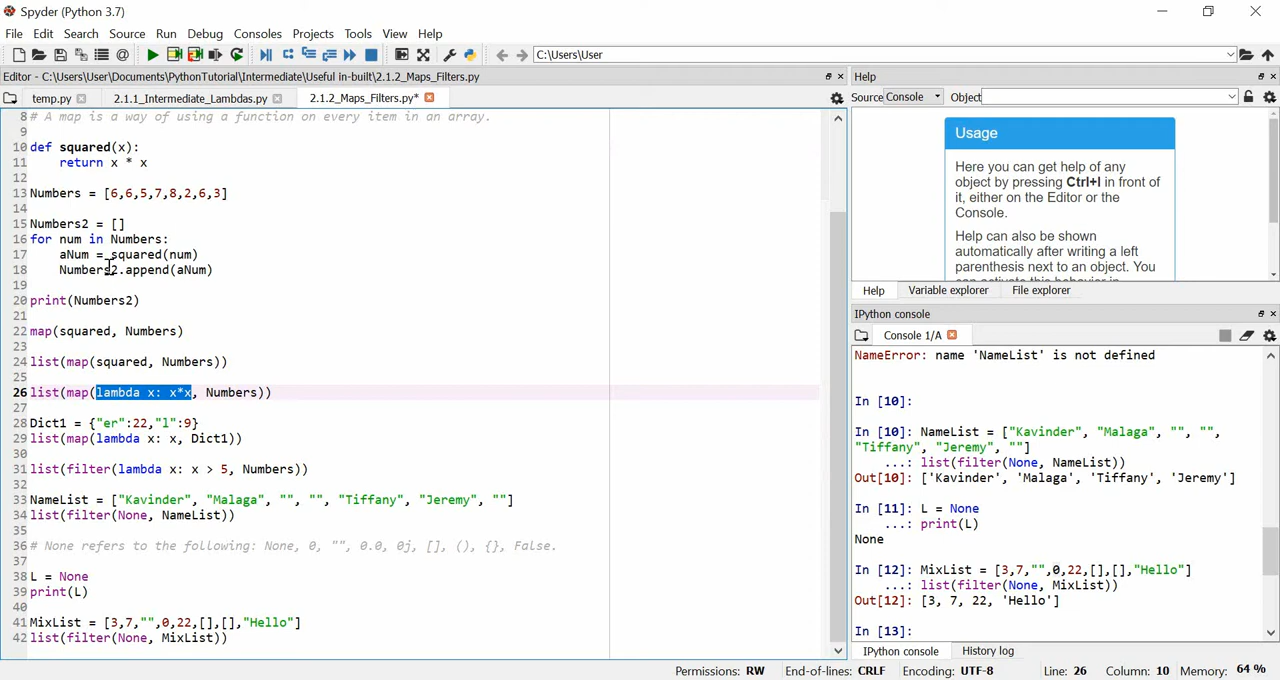 Spyder (Python 3.7)
File Edit Search Source Run Debug Consoles Projects Tools View Help
C:\Users\User
Editor - C:\Users\User\Documents\PythonTutorial\Intermediate\Useful in-built\2.1.2_Maps_Filters.py
temp.py 2.1.1_Intermediate_Lambdas.py 2.1.2_Maps_Filters.py*
8 # A map is a way of using a function on every item in an array.
9
10 def squared(x):
11 return x * x
12
13 Numbers = [6,6,5,7,8,2,6,3]
14
15 Numbers2 = []
16 for num in Numbers:
17 aNum = squared(num)
18 Numbers2.append(aNum)
19
20 print(Numbers2)
21
22 map(squared, Numbers)
23
24 list(map(squared, Numbers))
25
26 list(map(lambda x: x*x, Numbers))
27
28 Dict1 = {"er":22,"l":9}
29 list(map(lambda x: x, Dict1))
30
31 list(filter(lambda x: x > 5, Numbers))
32
33 NameList = ["Kavinder", "Malaga", "", "", "Tiffany", "Jeremy", ""]
34 list(filter(None, NameList))
35
36 # None refers to the following: None, 0, "", 0.0, 0j, [], (), {}, False.
37
38 L = None
39 print(L)
40
41 MixList = [3,7,"",0,22,[],[],"Hello"]
42 list(filter(None, MixList))
Help
Source Console Object
Usage
Here you can get help of any
object by pressing Ctrl+I in front of
it, either on the Editor or the
Console.
Help can also be shown
automatically after writing a left
parenthesis next to an object. You
can activate this behavior in
Help Variable explorer File explorer
IPython console
Console 1/A
NameError: name 'NameList' is not defined
In [10]:
In [10]: NameList = ["Kavinder", "Malaga", "", "",
"Tiffany", "Jeremy", ""]
...: list(filter(None, NameList))
Out[10]: ['Kavinder', 'Malaga', 'Tiffany', 'Jeremy']
In [11]: L = None
...: print(L)
None
In [12]: MixList = [3,7,"",0,22,[],[],"Hello"]
...: list(filter(None, MixList))
Out[12]: [3, 7, 22, 'Hello']
In [13]:
IPython console History log
Permissions: RW End-of-lines: CRLF Encoding: UTF-8 Line: 26 Column: 10 Memory: 64 %